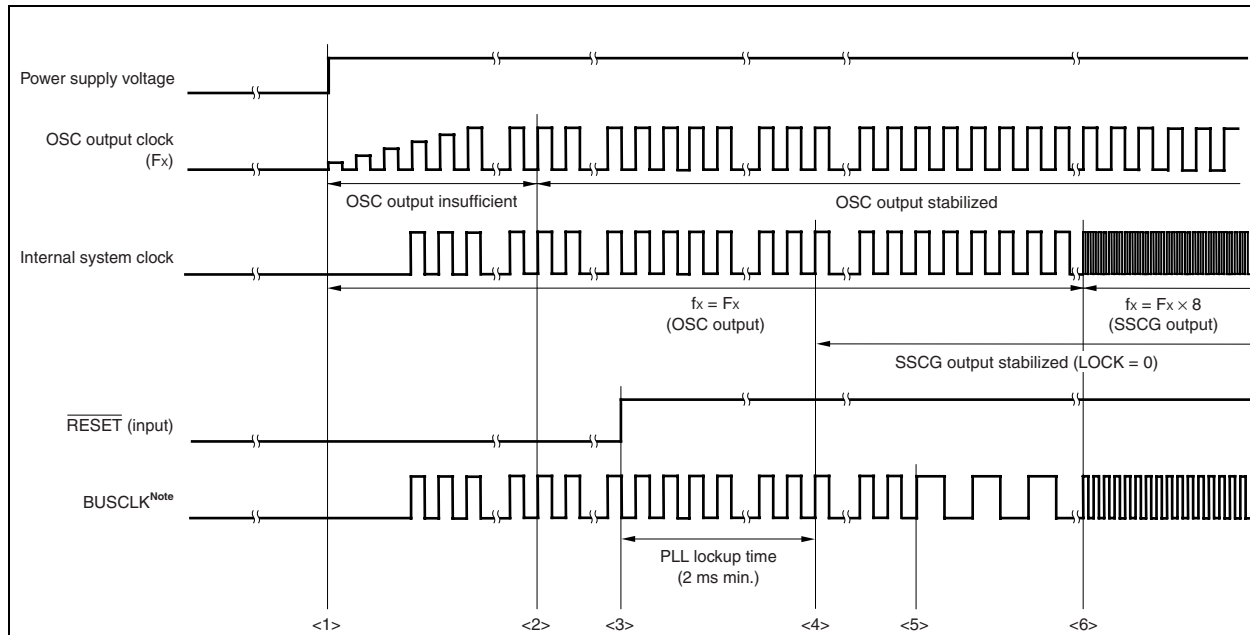 Power supply voltage
OSC output clock
(Fx)
OSC output insufficient
OSC output stabilized
Internal system clock
fx = Fx
(OSC output)
fx = Fx × 8
(SSCG output)
SSCG output stabilized (LOCK = 0)
RESET (input)
BUSCLKNote
PLL lockup time
(2 ms min.)
<1>
<2>
<3>
<4>
<5>
<6>